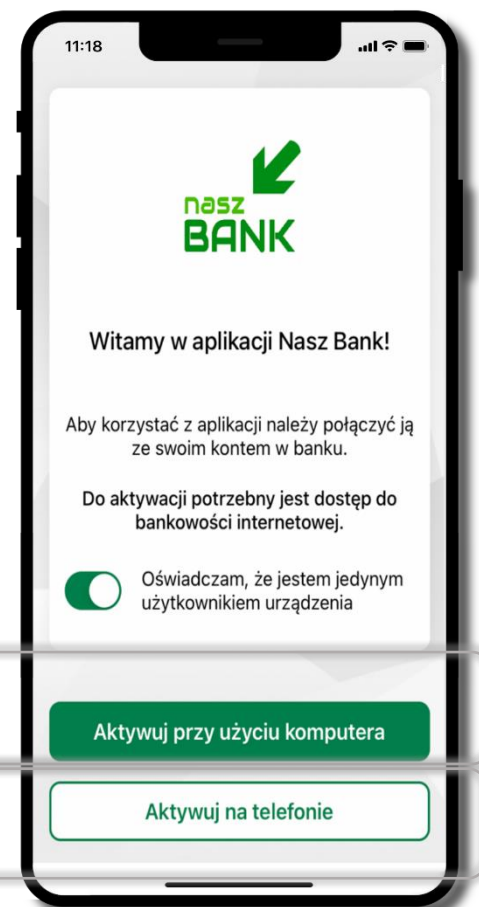 11:18
nasz
BANK
Witamy w aplikacji Nasz Bank!
Aby korzystać z aplikacji należy połączyć ją
ze swoim kontem w banku.
Do aktywacji potrzebny jest dostęp do
bankowości internetowej.
Oświadczam, że jestem jedynym
użytkownikiem urządzenia
Aktywuj przy użyciu komputera
Aktywuj na telefonie